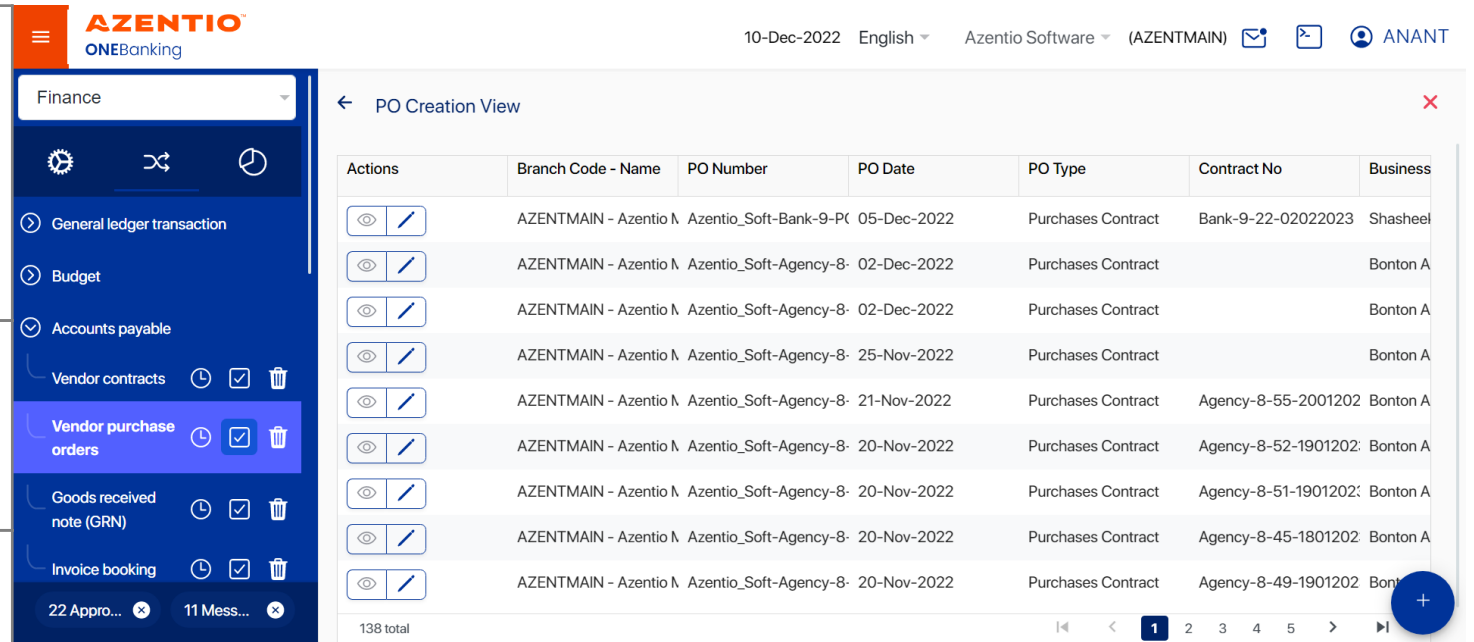 AZENTIO™
ONEBanking
10-Dec-2022 English Azentio Software (AZENTMAIN) ANANT
Finance
General ledger transaction
Budget
Accounts payable
Vendor contracts
Vendor purchase
orders
Goods received
note (GRN)
Invoice booking
22 Appro... 11 Mess...
PO Creation View
Actions Branch Code - Name PO Number PO Date PO Type Contract No Business
AZENTMAIN - Azentio Azentio_Soft-Bank-9-P 05-Dec-2022 Purchases Contract Bank-9-22-02022023 Shashee
AZENTMAIN - Azentio Azentio_Soft-Agency-8- 02-Dec-2022 Purchases Contract Bonton A
AZENTMAIN - Azentio Azentio_Soft-Agency-8- 02-Dec-2022 Purchases Contract Bonton A
AZENTMAIN - Azentio Azentio_Soft-Agency-8- 25-Nov-2022 Purchases Contract Bonton A
AZENTMAIN - Azentio Azentio_Soft-Agency-8- 21-Nov-2022 Purchases Contract Agency-8-55-2001202 Bonton A
AZENTMAIN - Azentio Azentio_Soft-Agency-8- 20-Nov-2022 Purchases Contract Agency-8-52-1901202 Bonton A
AZENTMAIN - Azentio Azentio_Soft-Agency-8- 20-Nov-2022 Purchases Contract Agency-8-51-1901202 Bonton A
AZENTMAIN - Azentio Azentio_Soft-Agency-8- 20-Nov-2022 Purchases Contract Agency-8-45-1801202 Bonton A
AZENTMAIN - Azentio Azentio_Soft-Agency-8- 20-Nov-2022 Purchases Contract Agency-8-49-1901202 Bont
138 total 1 2 3 4 5